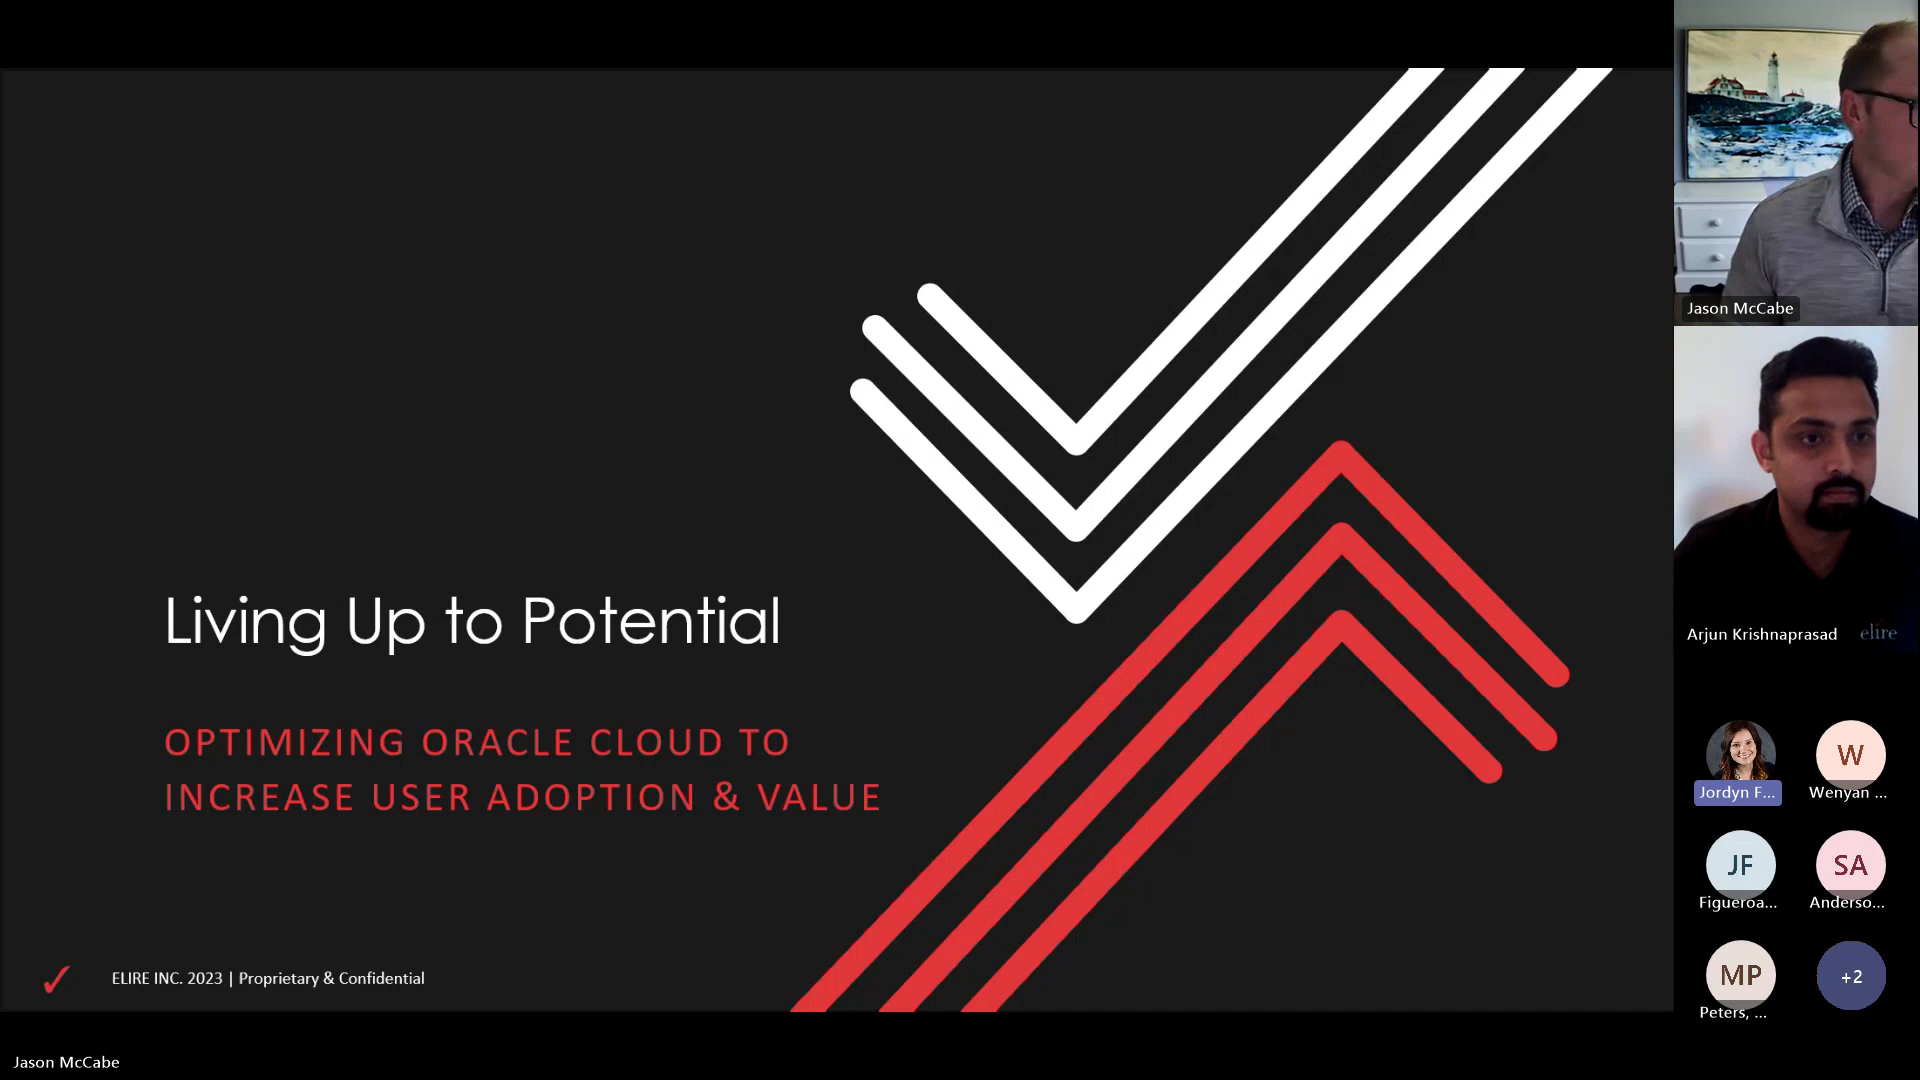 Living Up to Potential
OPTIMIZING ORACLE CLOUD TO
INCREASE USER ADOPTION & VALUE
ELIRE INC. 2023 | Proprietary & Confidential
Jason McCabe
Jason McCabe
Arjun Krishnaprasad
elire
Jordyn F...
W
Wenyan ...
JF
Figueroa...
SA
Anderso...
MP
Peters, ...
+2